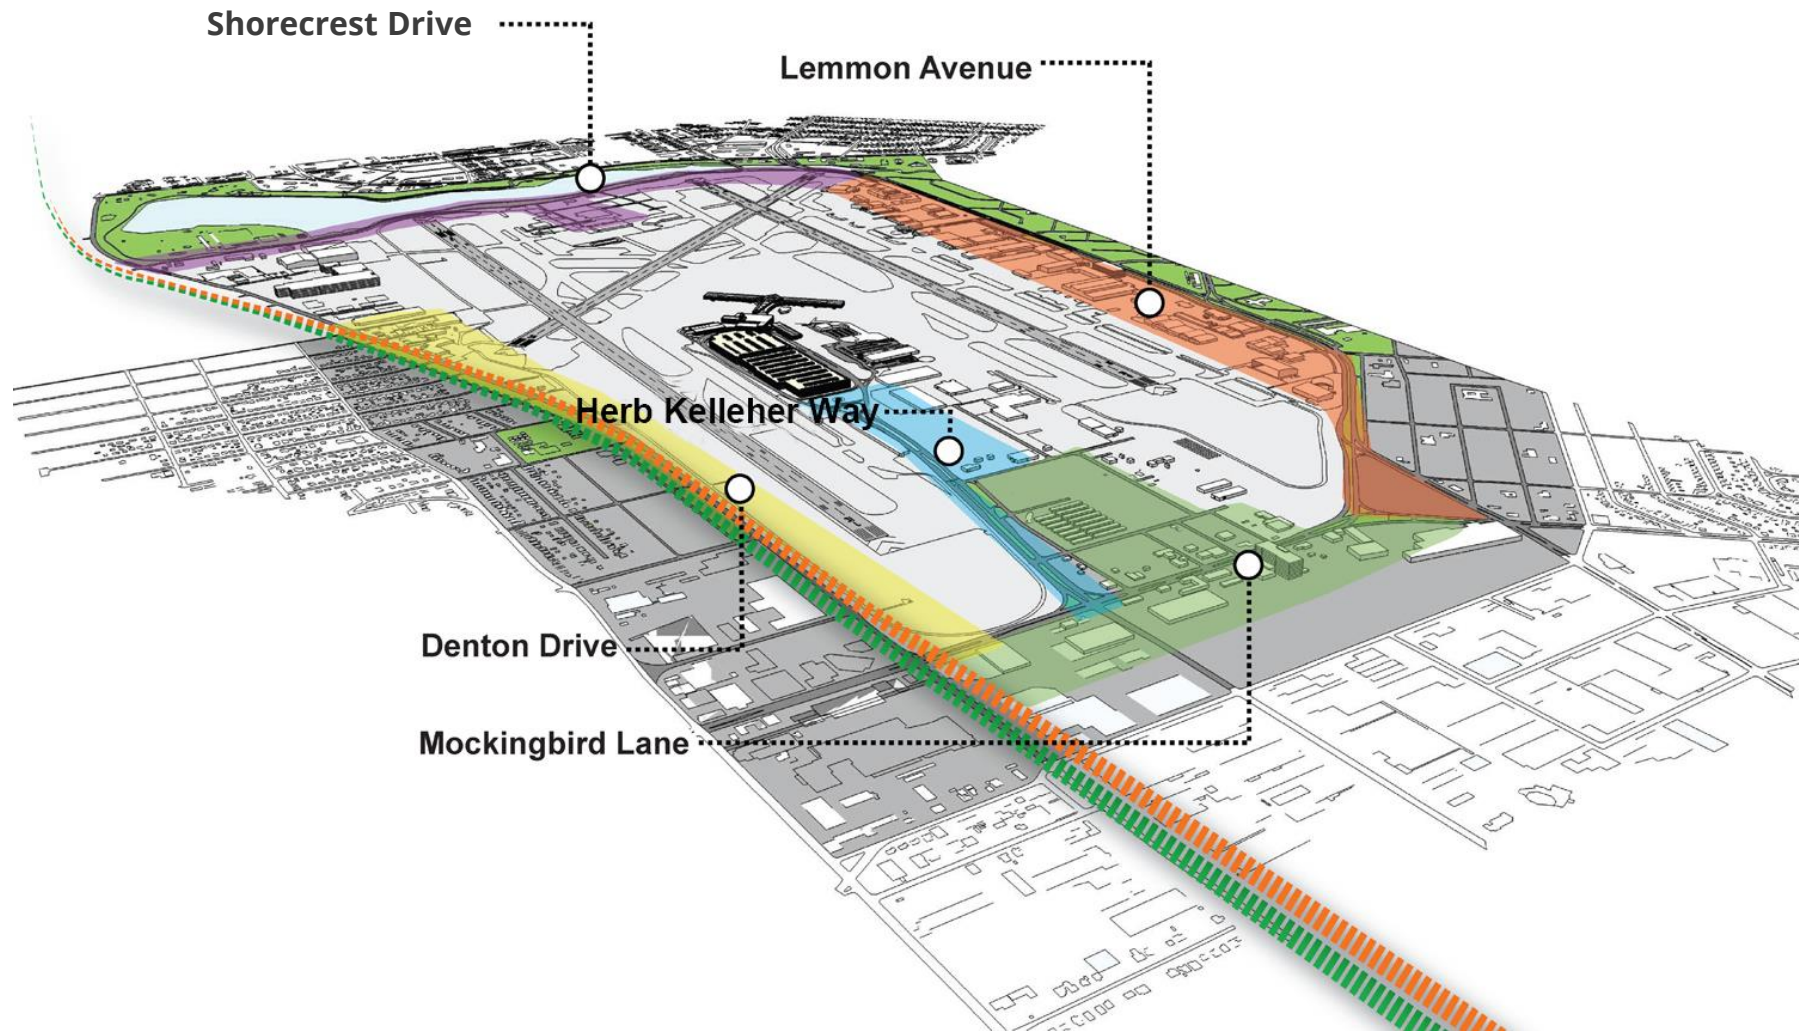 Shorecrest Drive
Lemmon Avenue
Herb Kelleher Way
Denton Drive
Mockingbird Lane